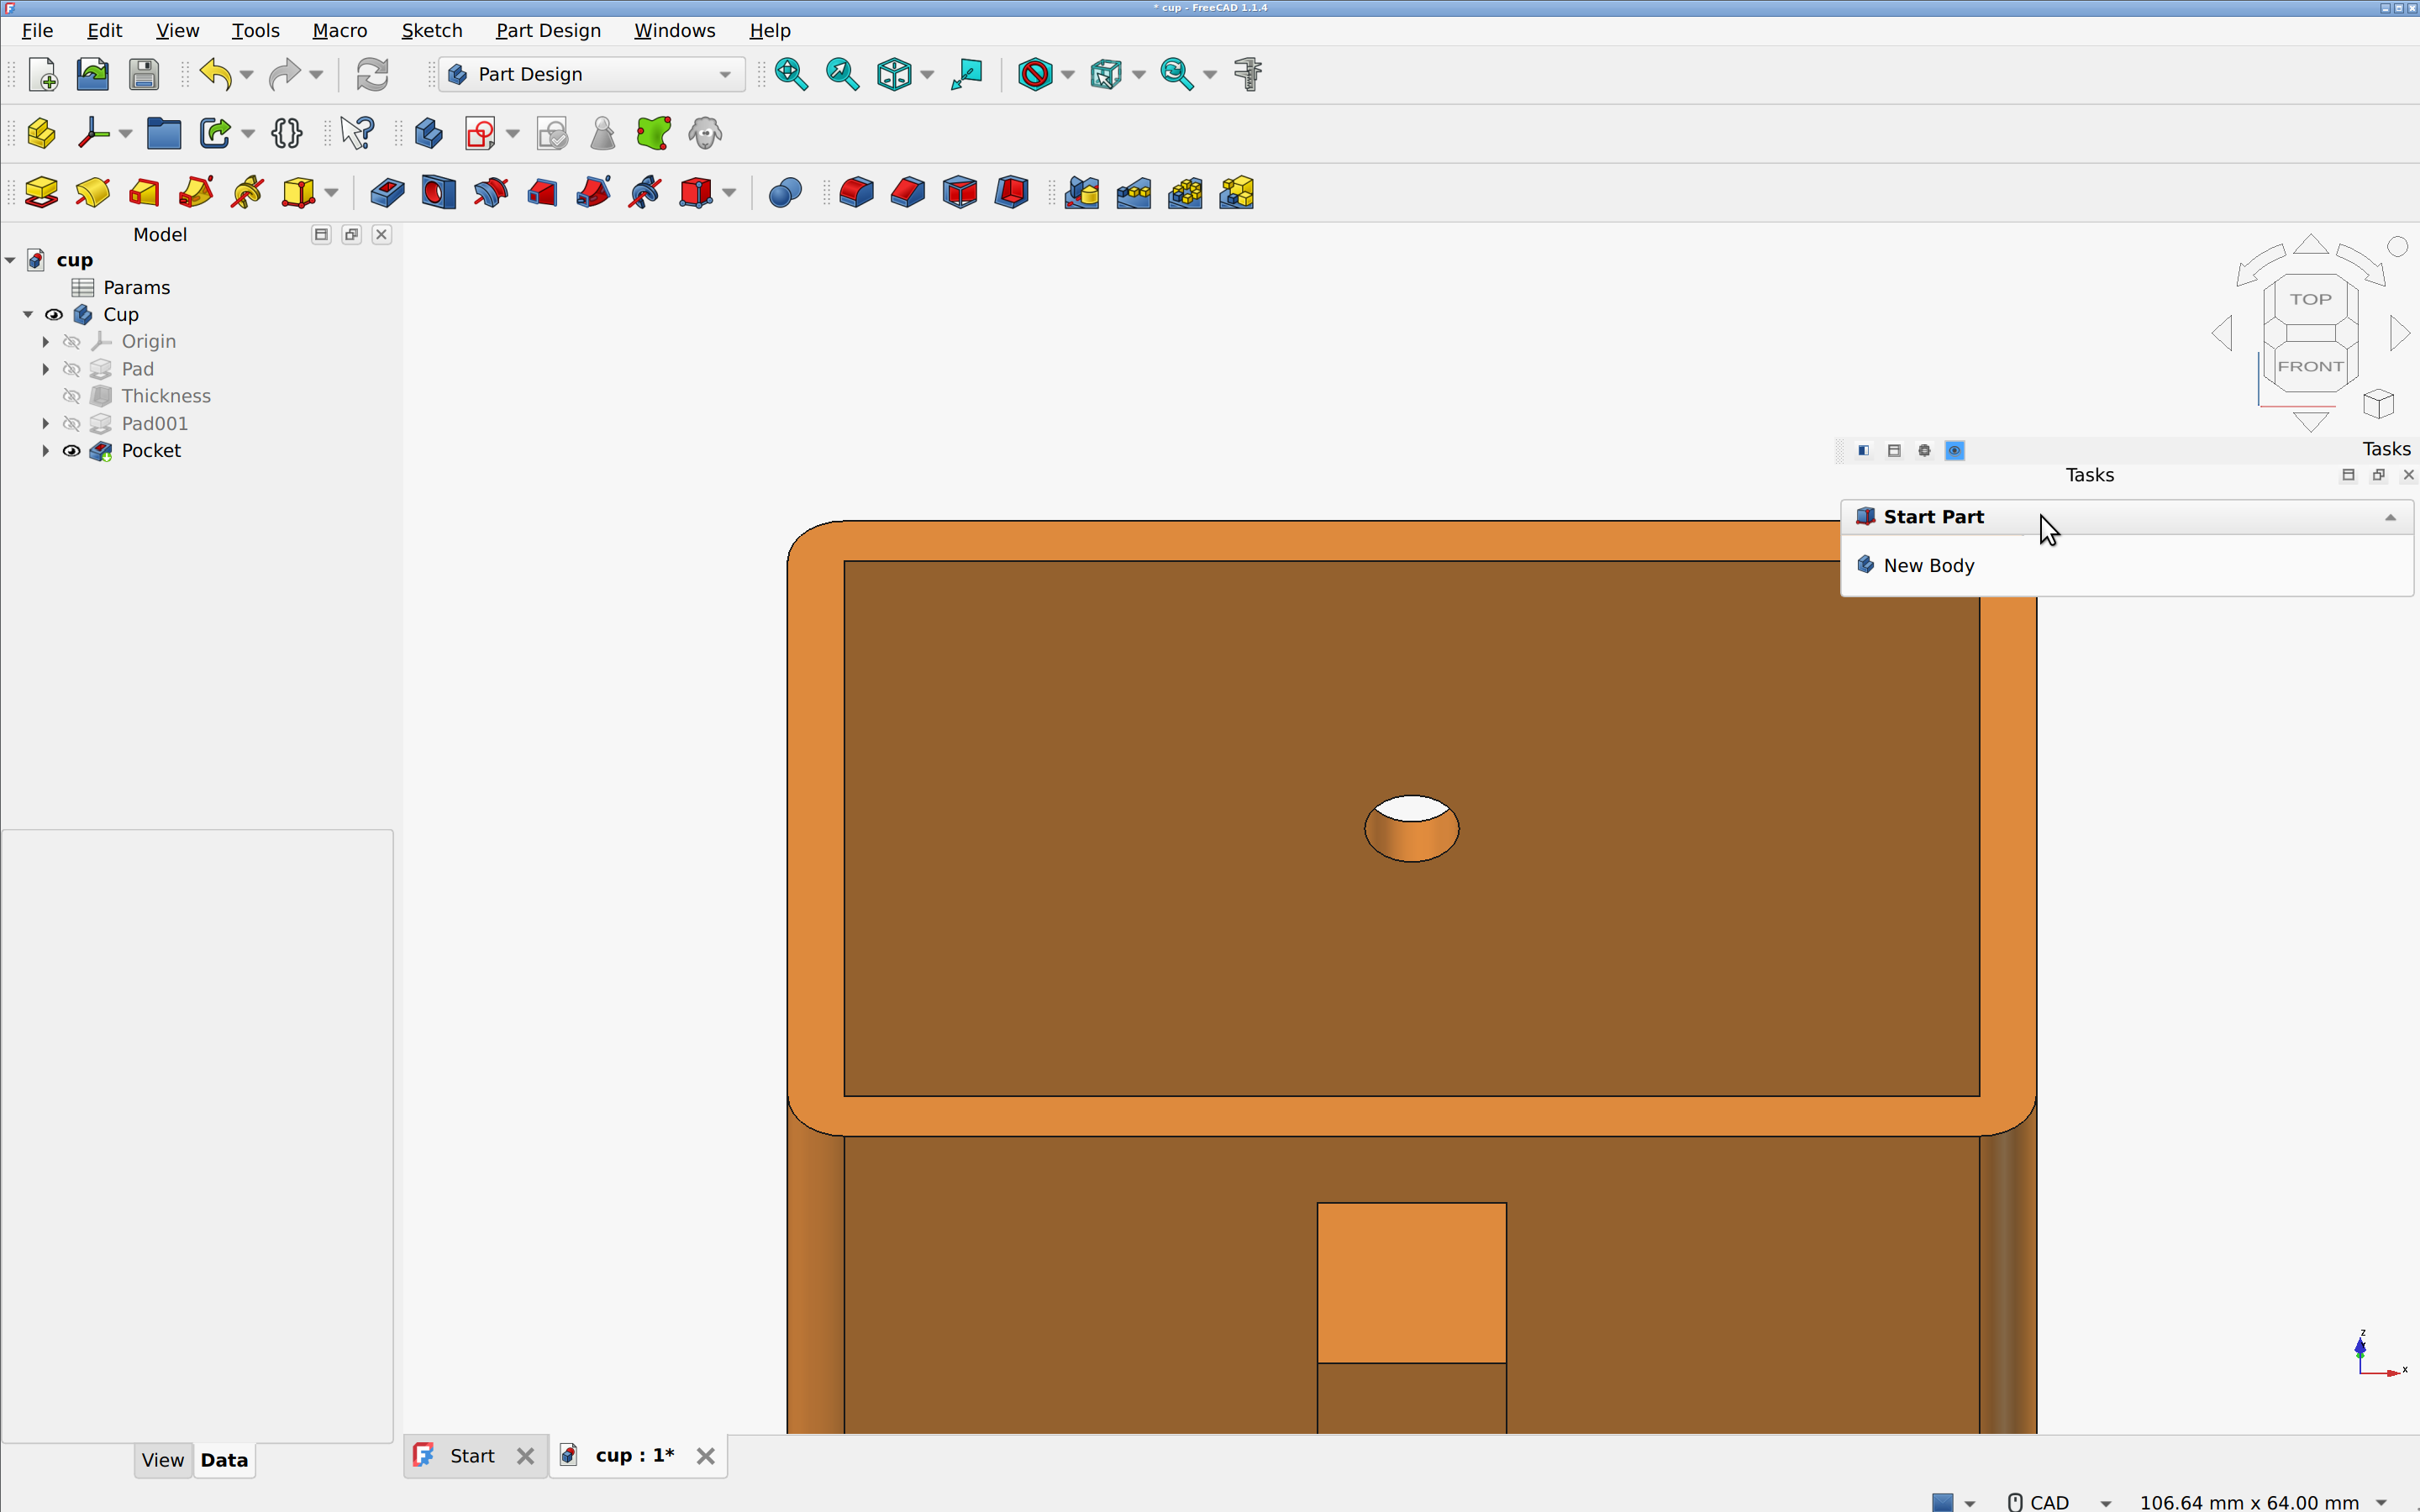 * cup - FreeCAD 1.1.4
File Edit View Tools Macro Sketch Part Design Windows Help
Part Design
Model
cup
Params
Cup
Origin
Pad
Thickness
Pad001
Pocket
TOP
FRONT
Tasks
Tasks
Start Part
New Body
z
x
View Data
Start
cup : 1*
CAD
106.64 mm x 64.00 mm